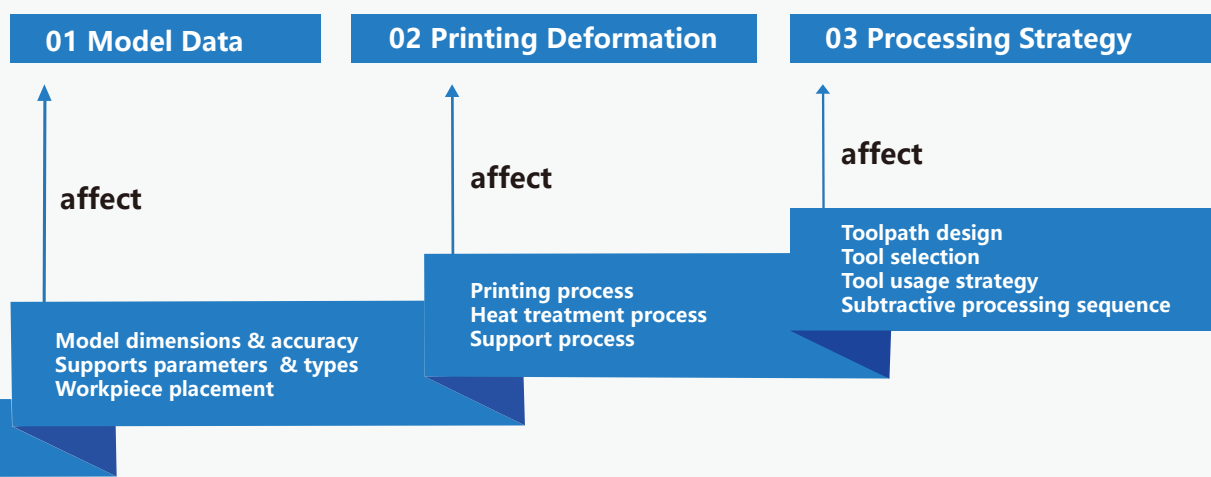 01 Model Data
02 Printing Deformation
03 Processing Strategy
affect
affect
affect
Model dimensions & accuracy
Supports parameters & types
Workpiece placement
Printing process
Heat treatment process
Support process
Toolpath design
Tool selection
Tool usage strategy
Subtractive processing sequence